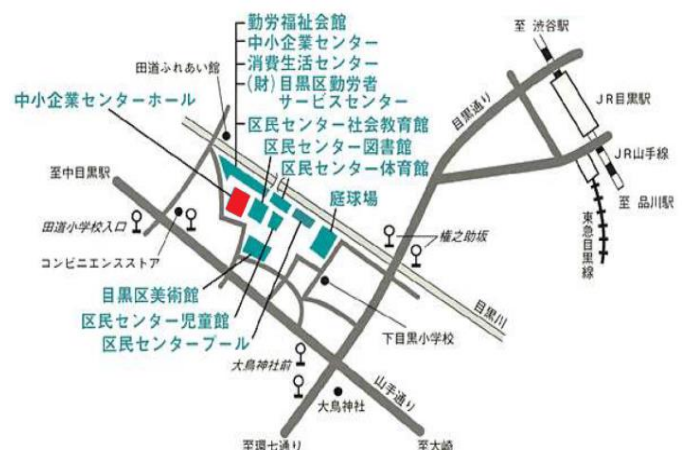 勤労福祉会館
中小企業センター
消費生活センター
(財)目黒区勤労者
サービスセンター
区民センター社会教育館
区民センター図書館
区民センター体育館
庭球場
田道ふれあい館
中小企業センターホール
至中目黒駅
田道小学校入口
コンビニエンスストア
目黒区美術館
区民センター児童館
区民センタープール
大鳥神社前
大鳥神社
至環七通り
至大崎
山手通り
下目黒小学校
目黒川
権之助坂
目黒通り
至 渋谷駅
JR目黒駅
JR山手線
至 品川駅
東急目黒線